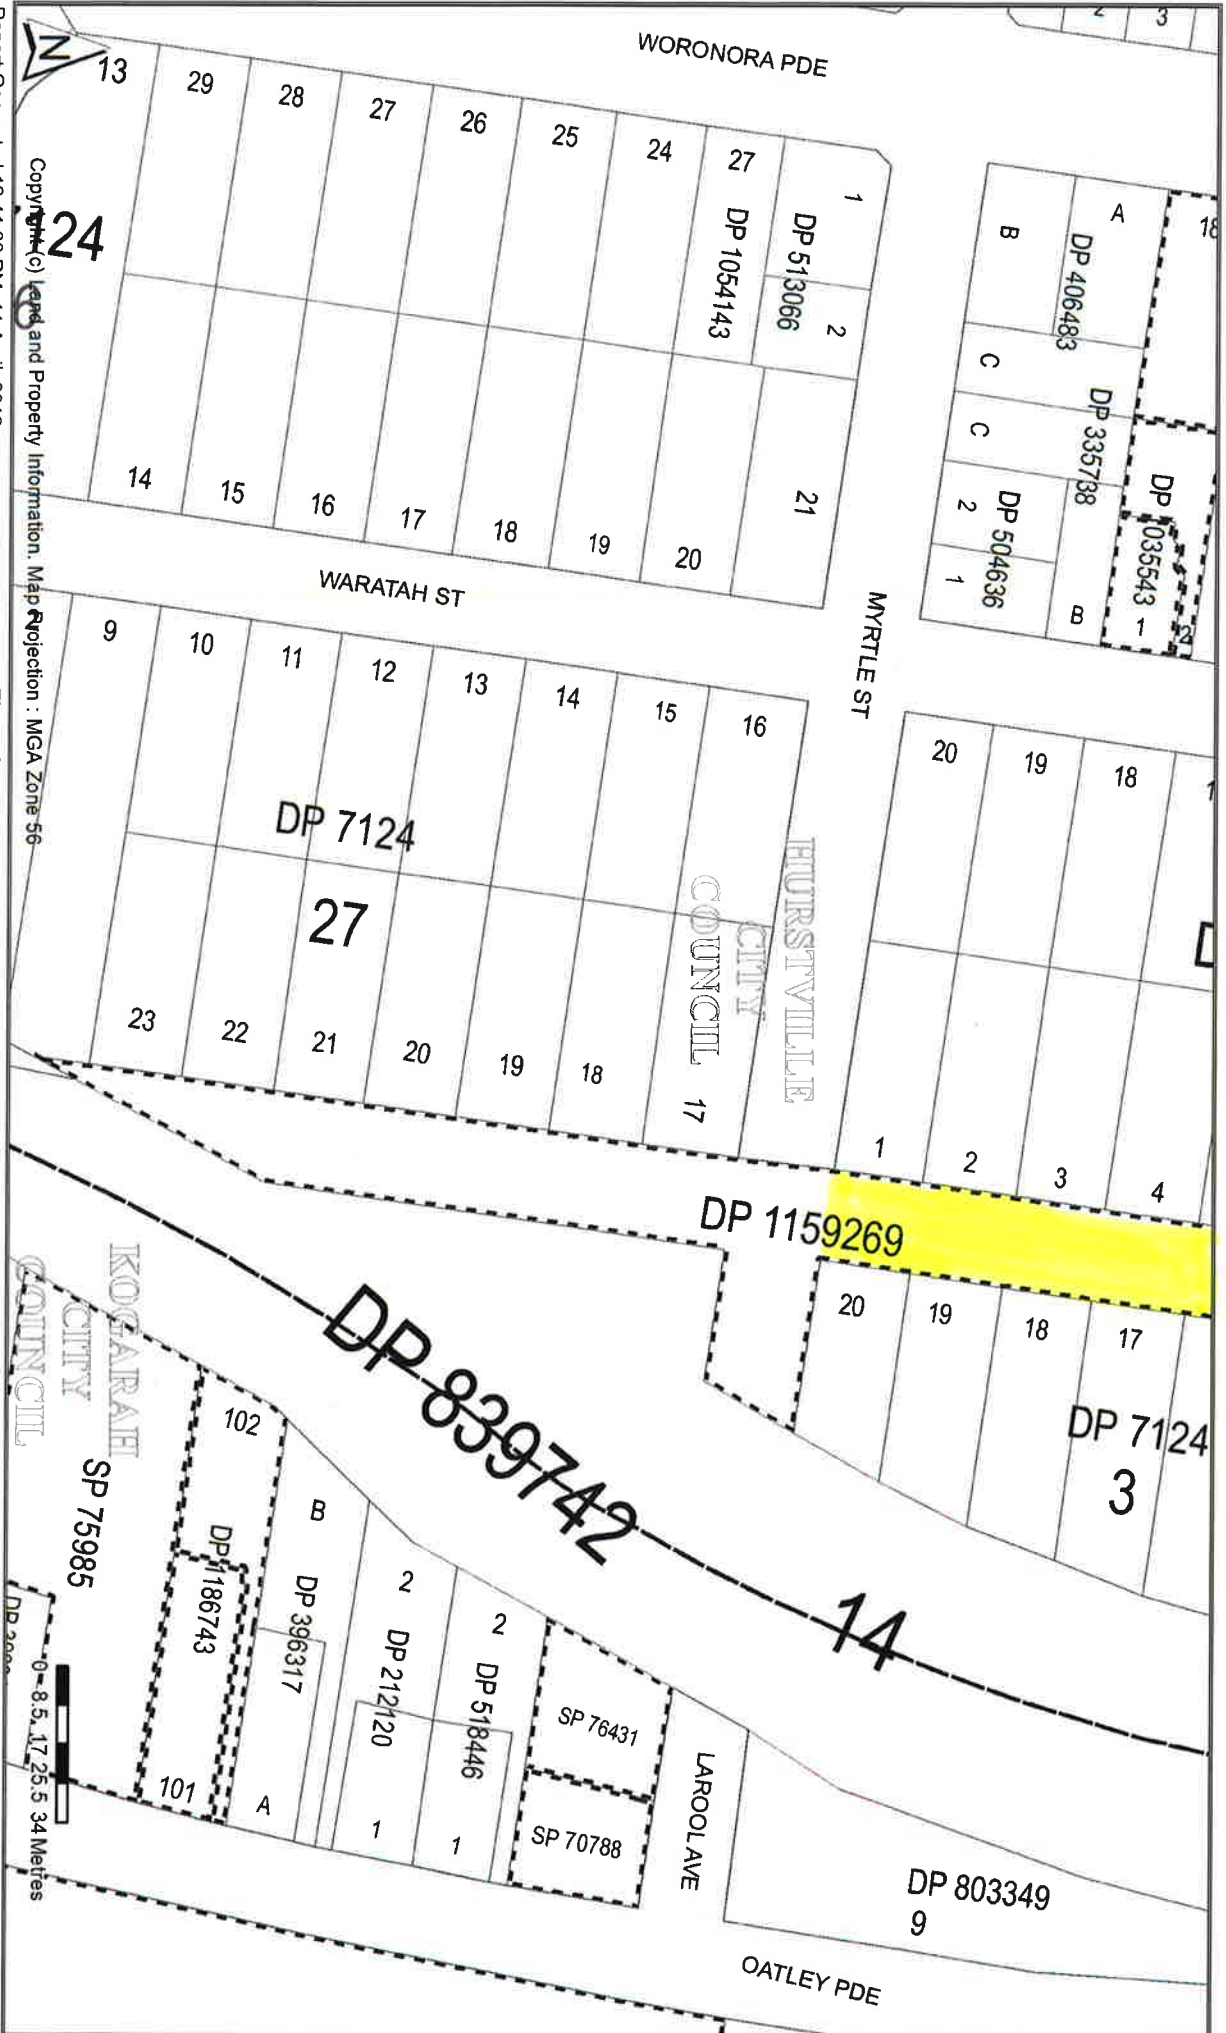 2
3
WORONORA PDE
N
13
29
28
27
26
25
24
27
DP 1054143
1
DP 513066
2
A
B
DP 406483
18
C
DP 335738
C
DP 504636
2
1
B
DP 1035543
1
2
124
14
15
16
17
18
19
20
21
WARATAH ST
MYRTLE ST
9
10
11
12
13
14
15
16
20
19
18
DP 7124
27
HURSTVILLE
CITY
COUNCIL
23
22
21
20
19
18
17
1
2
3
4
DP 1159269
20
19
18
17
DP 7124
3
DP 839742
14
KOGARAH
CITY
COUNCIL
SP 75985
102
DP 1186743
101
B
DP 396317
A
2
DP 212120
1
2
DP 518446
1
SP 76431
SP 70788
LAROOL AVE
DP 803349
9
OATLEY PDE
0 8.5 17 25.5 34 Metres
Copyright (c) Land and Property Information. Map Projection : MGA Zone 56